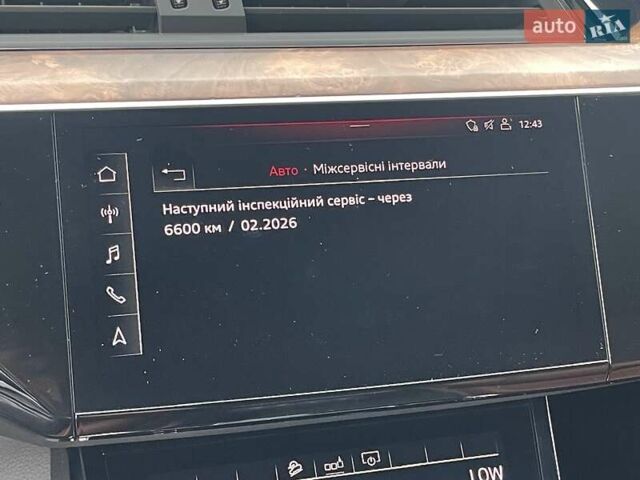 auto RIA
12:43
Авто · Міжсервісні інтервали
Наступний інспекційний сервіс – через
6600 км / 02.2026
LOW